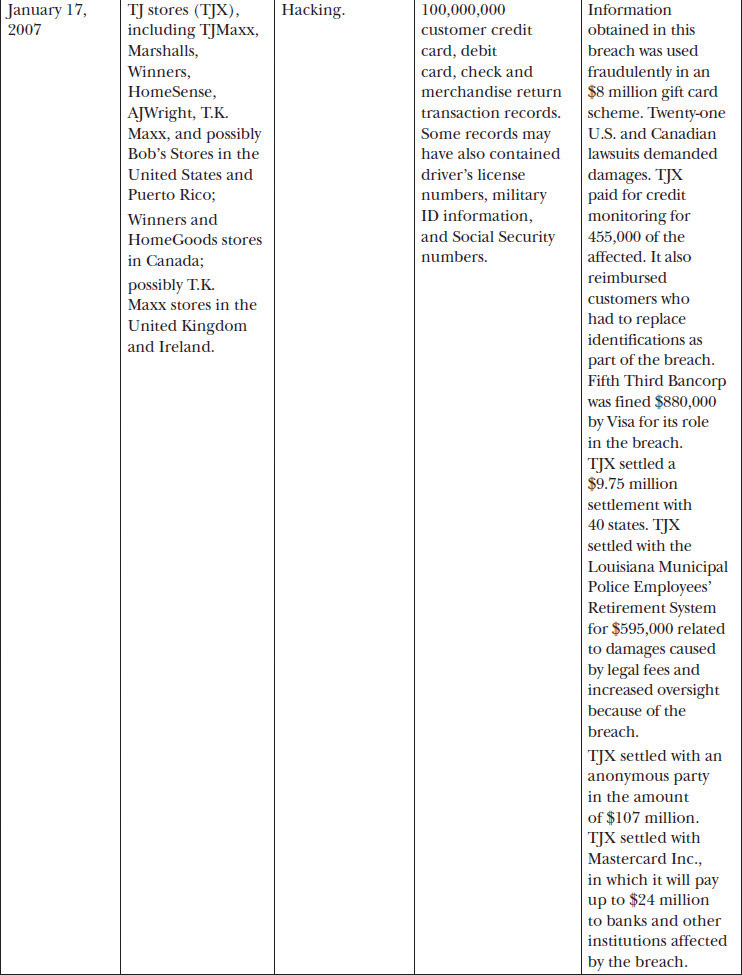 January 17,
2007
TJ stores (TJX),
including TJMaxx,
Marshalls,
Winners,
HomeSense,
AJWright, T.K.
Maxx, and possibly
Bob's Stores in the
United States and
Puerto Rico;
Winners and
HomeGoods stores
in Canada;
possibly T.K.
Maxx stores in the
United Kingdom
and Ireland.
Hacking.
100,000,000
customer credit
card, debit
card, check and
merchandise return
transaction records.
Some records may
have also contained
driver's license
numbers, military
ID information,
and Social Security
numbers.
Information
obtained in this
breach was used
fraudulently in an
$8 million gift card
scheme. Twenty-one
U.S. and Canadian
lawsuits demanded
damages. TJX
paid for credit
monitoring for
455,000 of the
affected. It also
reimbursed
customers who
had to replace
identifications as
part of the breach.
Fifth Third Bancorp
was fined $880,000
by Visa for its role
in the breach.
TJX settled a
$9.75 million
settlement with
40 states. TJX
settled with the
Louisiana Municipal
Police Employees'
Retirement System
for $595,000 related
to damages caused
by legal fees and
increased oversight
because of the
breach.
TJX settled with an
anonymous party
in the amount
of $107 million.
TJX settled with
Mastercard Inc.,
in which it will pay
up to $24 million
to banks and other
institutions affected
by the breach.